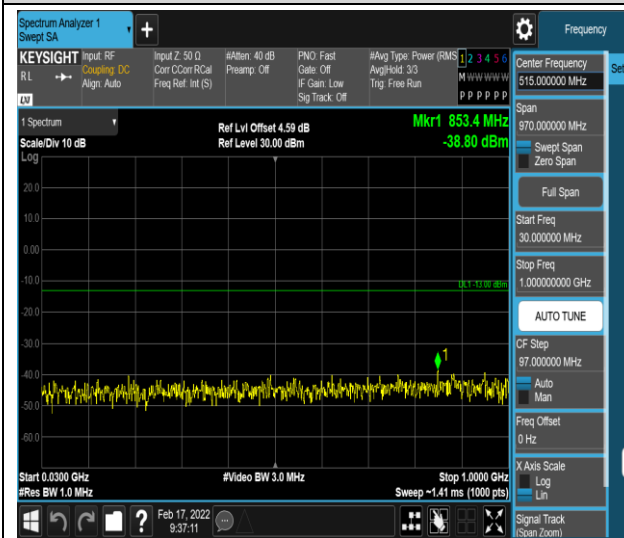 Spectrum Analyzer 1
Swept SA
+
Frequency
KEYSIGHT
RL
LXI
Input: RF
Coupling: DC
Align: Auto
Input Z: 50 Ω
Corr CCorr RCal
Freq Ref: Int (S)
#Atten: 40 dB
Preamp: Off
PNO: Fast
Gate: Off
IF Gain: Low
Sig Track: Off
#Avg Type: Power (RMS
Avg|Hold: 3/3
Trig: Free Run
1 2 3 4 5 6
M W W W W W
P P P P P P
1 Spectrum
Scale/Div 10 dB
Log
Ref Lvl Offset 4.59 dB
Ref Level 30.00 dBm
Mkr1 853.4 MHz
-38.80 dBm
20.0
10.0
0.00
-10.0
DL1 -13.00 dBm
-20.0
-30.0
1
-40.0
-50.0
-60.0
Start 0.0300 GHz
#Res BW 1.0 MHz
#Video BW 3.0 MHz
Stop 1.0000 GHz
Sweep ~1.41 ms (1000 pts)
?
Feb 17, 2022
9:37:11
Center Frequency
515.000000 MHz
Span
970.000000 MHz
Swept Span
Zero Span
Full Span
Start Freq
30.000000 MHz
Stop Freq
1.000000000 GHz
AUTO TUNE
CF Step
97.000000 MHz
Auto
Man
Freq Offset
0 Hz
X Axis Scale
Log
Lin
Signal Track
(Span Zoom)
Set